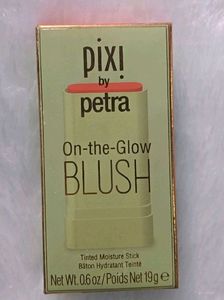 pixi
by
petra
On-the-Glow
BLUSH
Tinted Moisture Stick
Bâton Hydratant Teinté
Net Wt. 0.6 oz / Poids Net 19 g ℮